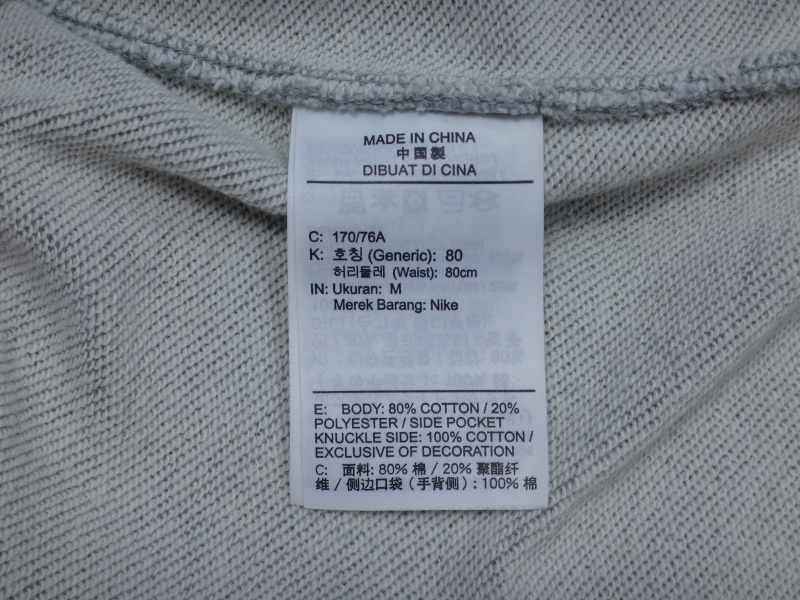 MADE IN CHINA
中国製
DIBUAT DI CINA
C: 170/76A
K: 호칭 (Generic): 80
허리둘레 (Waist): 80cm
IN: Ukuran: M
Merek Barang: Nike
E: BODY: 80% COTTON / 20%
POLYESTER / SIDE POCKET
KNUCKLE SIDE: 100% COTTON /
EXCLUSIVE OF DECORATION
C: 面料: 80% 棉 / 20% 聚酯纤
维 / 侧边口袋 (手背侧) : 100% 棉